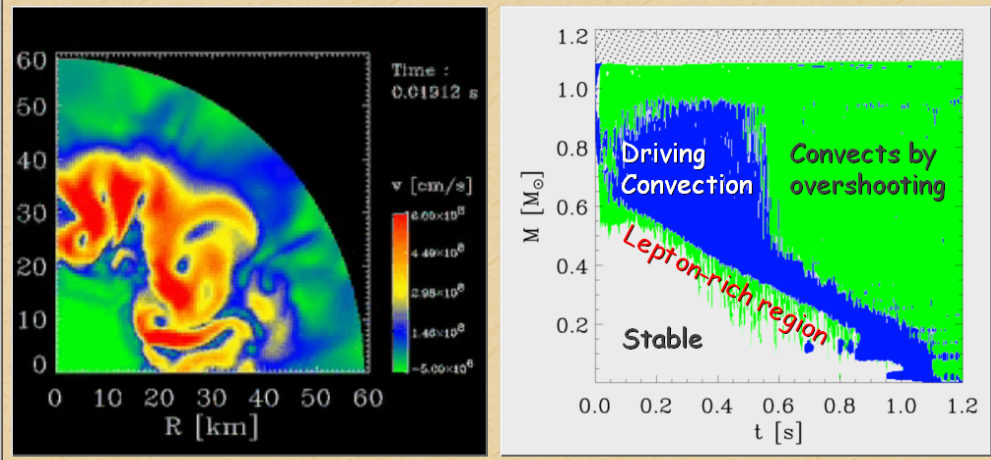 60
50
40
30
20
10
0
0 10 20 30 40 50 60
R [km]
Time :
0.01912 s
v [cm/s]
6.00×10⁸
4.49×10⁸
2.98×10⁸
1.46×10⁸
-5.00×10⁶
1.2
1.0
0.8
0.6
0.4
0.2
M [M☉]
Driving
Convection
Convects by
overshooting
Lepton-rich region
Stable
0.0 0.2 0.4 0.6 0.8 1.0 1.2
t [s]